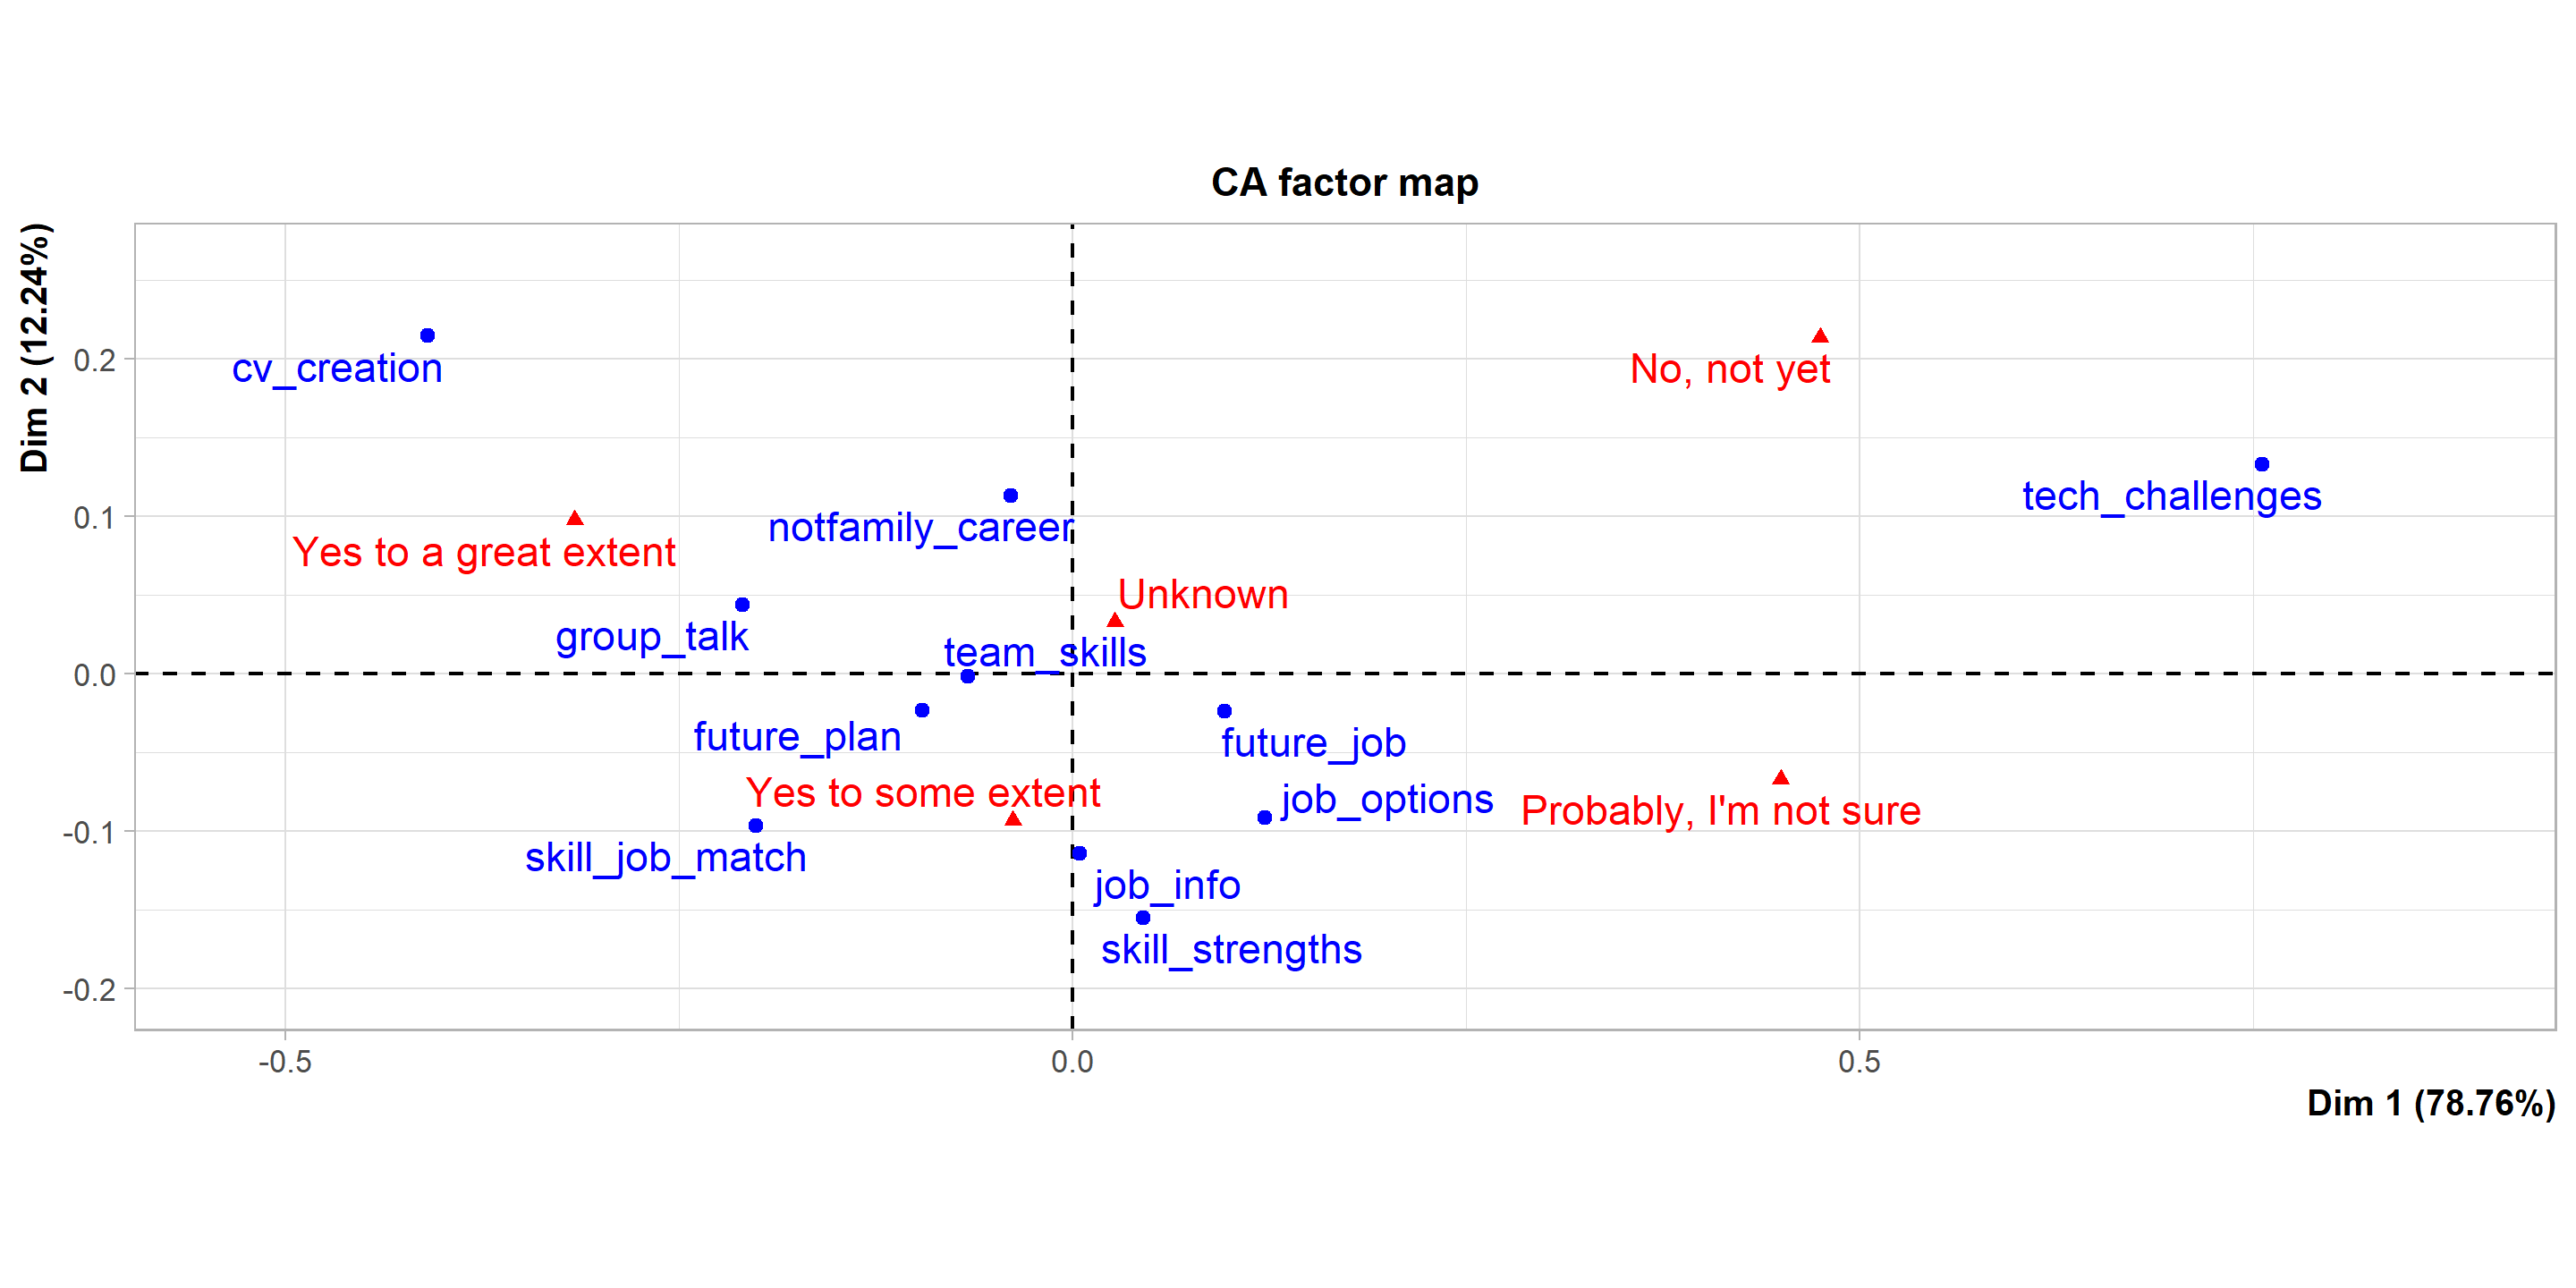 CA factor map
Dim 2 (12.24%)
0.2
0.1
0.0
-0.1
-0.2
cv_creation
No, not yet
tech_challenges
notfamily_career
Yes to a great extent
Unknown
group_talk
team_skills
future_plan
future_job
Yes to some extent
job_options
Probably, I'm not sure
skill_job_match
job_info
skill_strengths
-0.5
0.0
0.5
Dim 1 (78.76%)